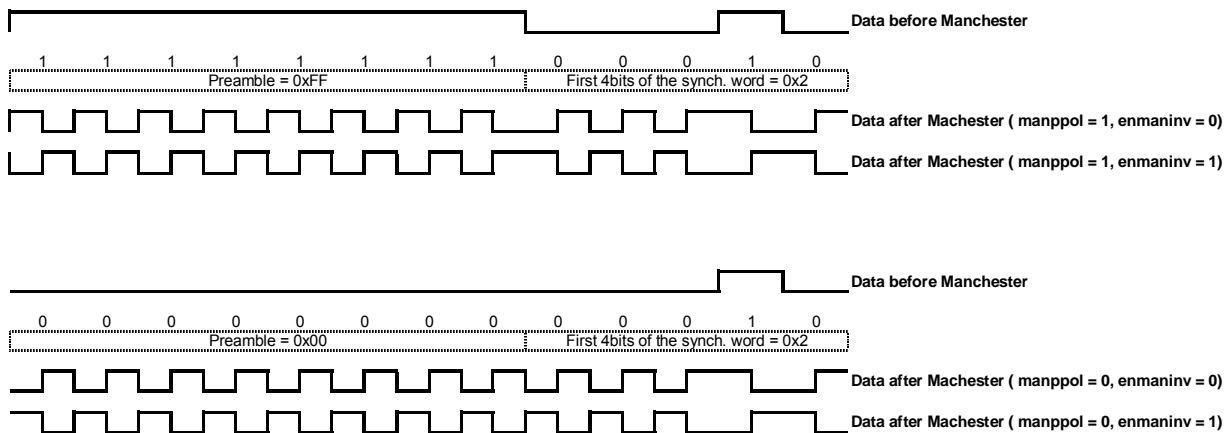 Data before Manchester
1 1 1 1 1 1 1 1 0 0 0 1 0
Preamble = 0xFF First 4bits of the synch. word = 0x2
Data after Machester ( manppol = 1, enmaninv = 0)
Data after Machester ( manppol = 1, enmaninv = 1)
Data before Manchester
0 0 0 0 0 0 0 0 0 0 0 1 0
Preamble = 0x00 First 4bits of the synch. word = 0x2
Data after Machester ( manppol = 0, enmaninv = 0)
Data after Machester ( manppol = 0, enmaninv = 1)